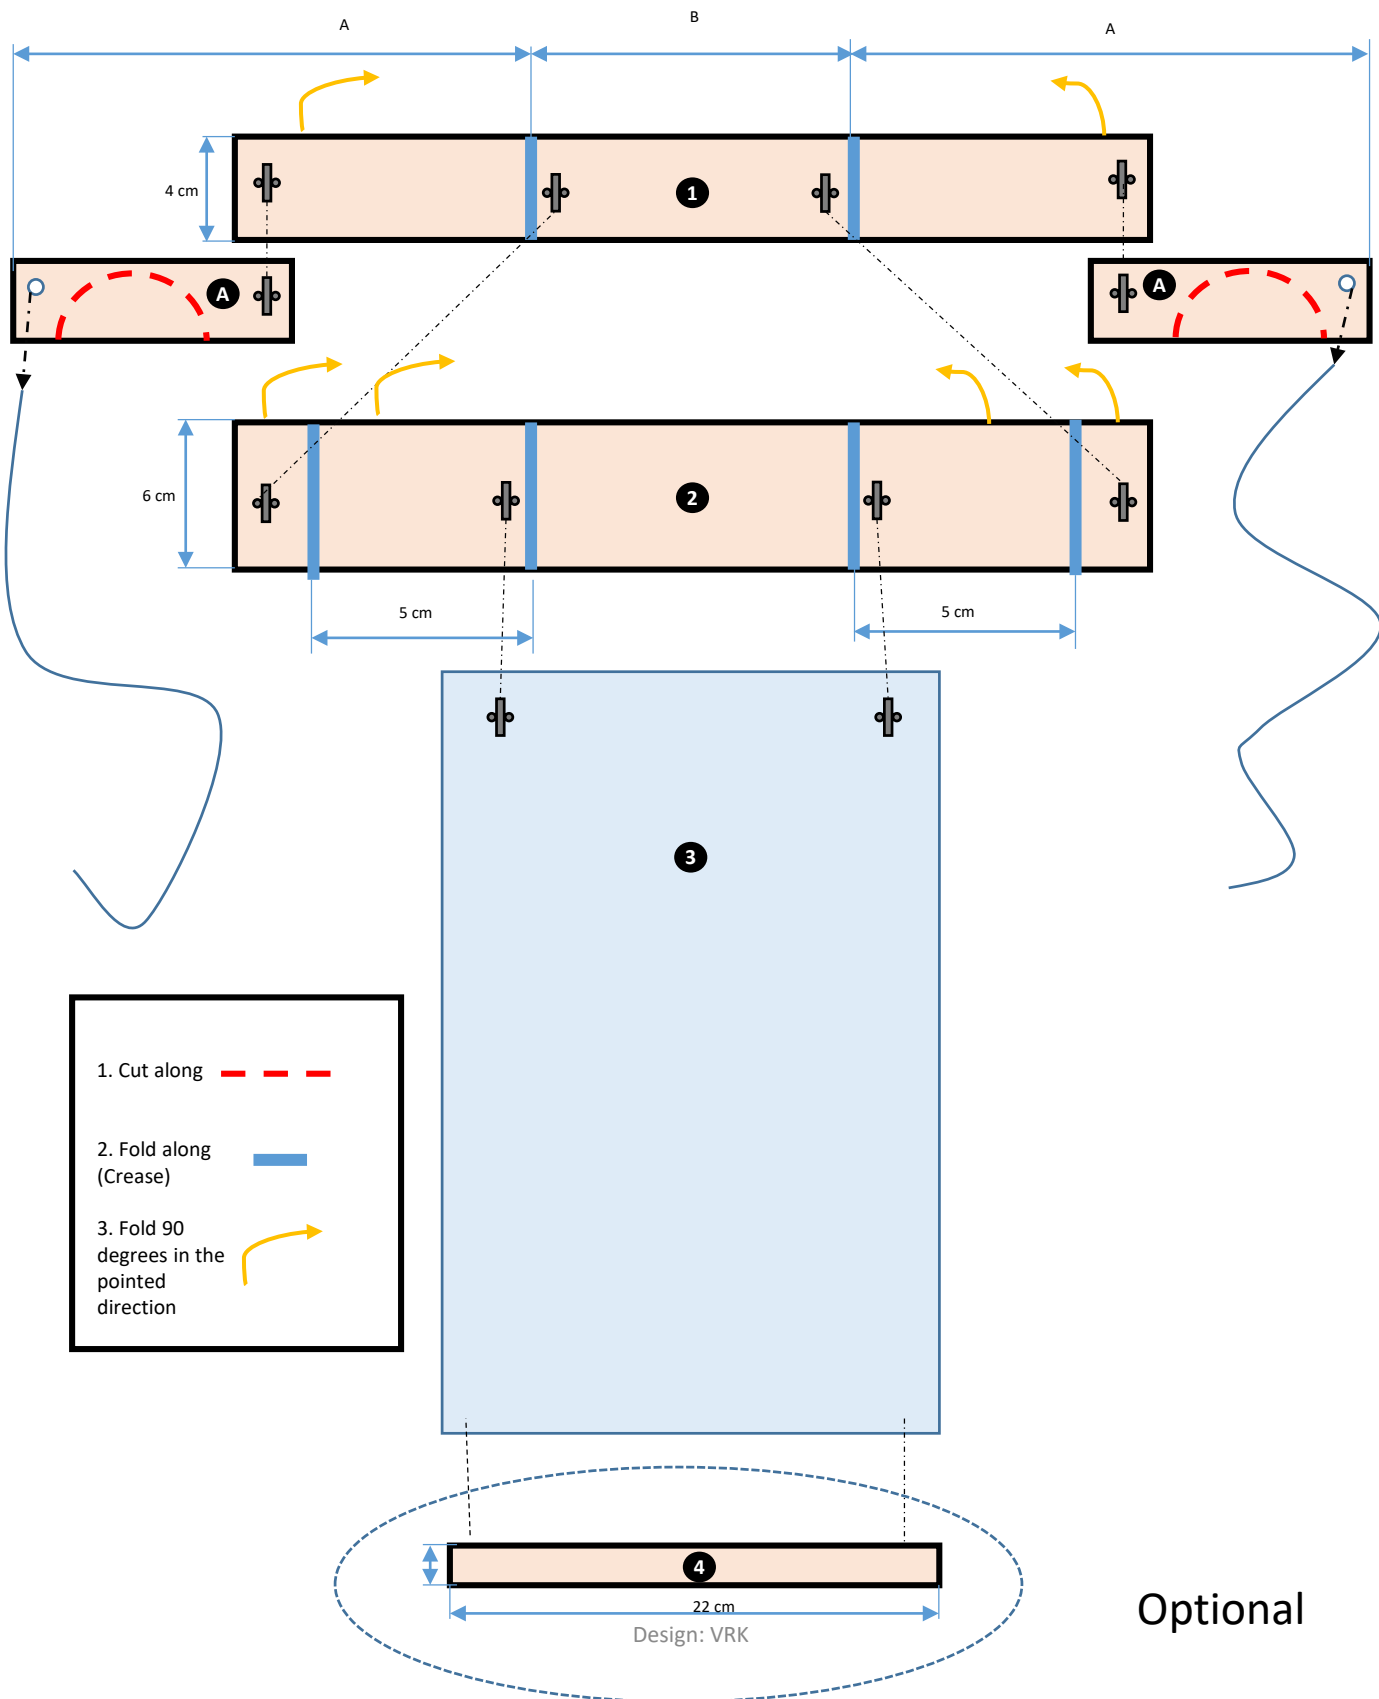 A
B
A
4 cm
1
A
A
6 cm
2
5 cm
5 cm
3
1. Cut along
2. Fold along
(Crease)
3. Fold 90
degrees in the
pointed
direction
4
22 cm
Design: VRK
Optional